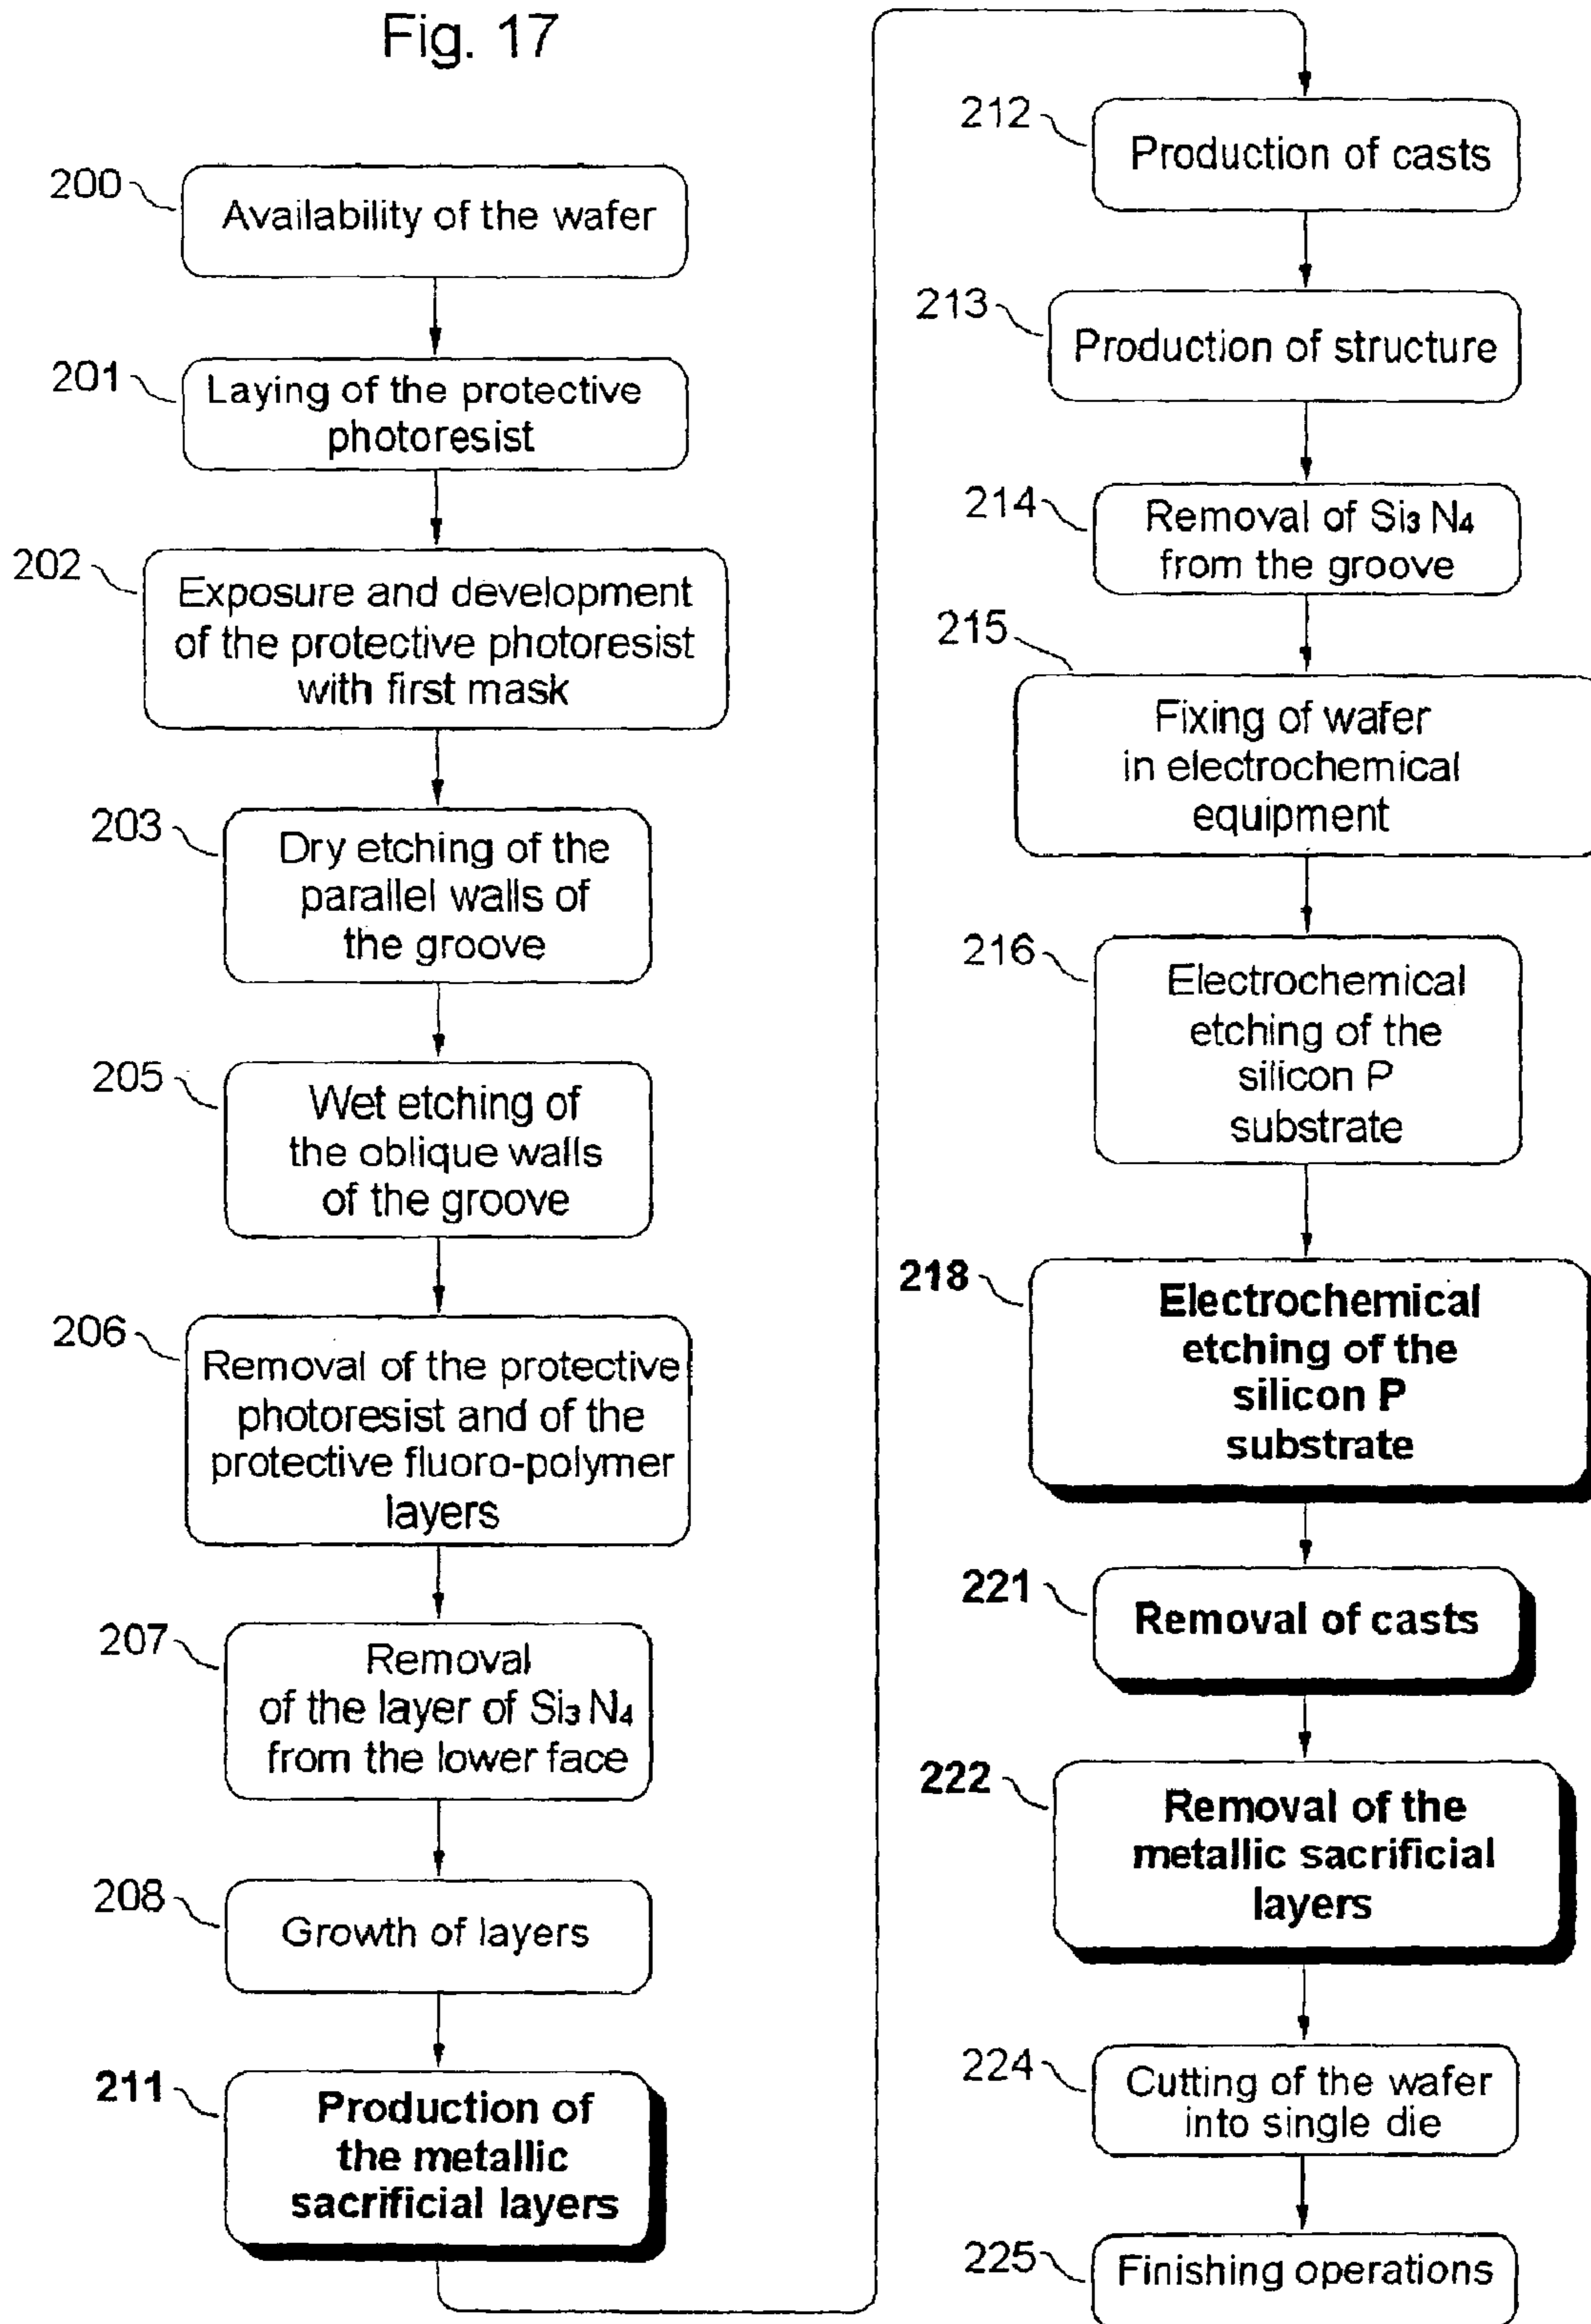 Fig. 17
200
Availability of the wafer
201
Laying of the protective
photoresist
202
Exposure and development
of the protective photoresist
with first mask
203
Dry etching of the
parallel walls of
the groove
205
Wet etching of
the oblique walls
of the groove
206
Removal of the protective
photoresist and of the
protective fluoro-polymer
layers
207
Removal
of the layer of Si₃ N₄
from the lower face
208
Growth of layers
211
Production of
the metallic
sacrificial layers
212
Production of casts
213
Production of structure
214
Removal of Si₃ N₄
from the groove
215
Fixing of wafer
in electrochemical
equipment
216
Electrochemical
etching of the
silicon P
substrate
218
Electrochemical
etching of the
silicon P
substrate
221
Removal of casts
222
Removal of the
metallic sacrificial
layers
224
Cutting of the wafer
into single die
225
Finishing operations